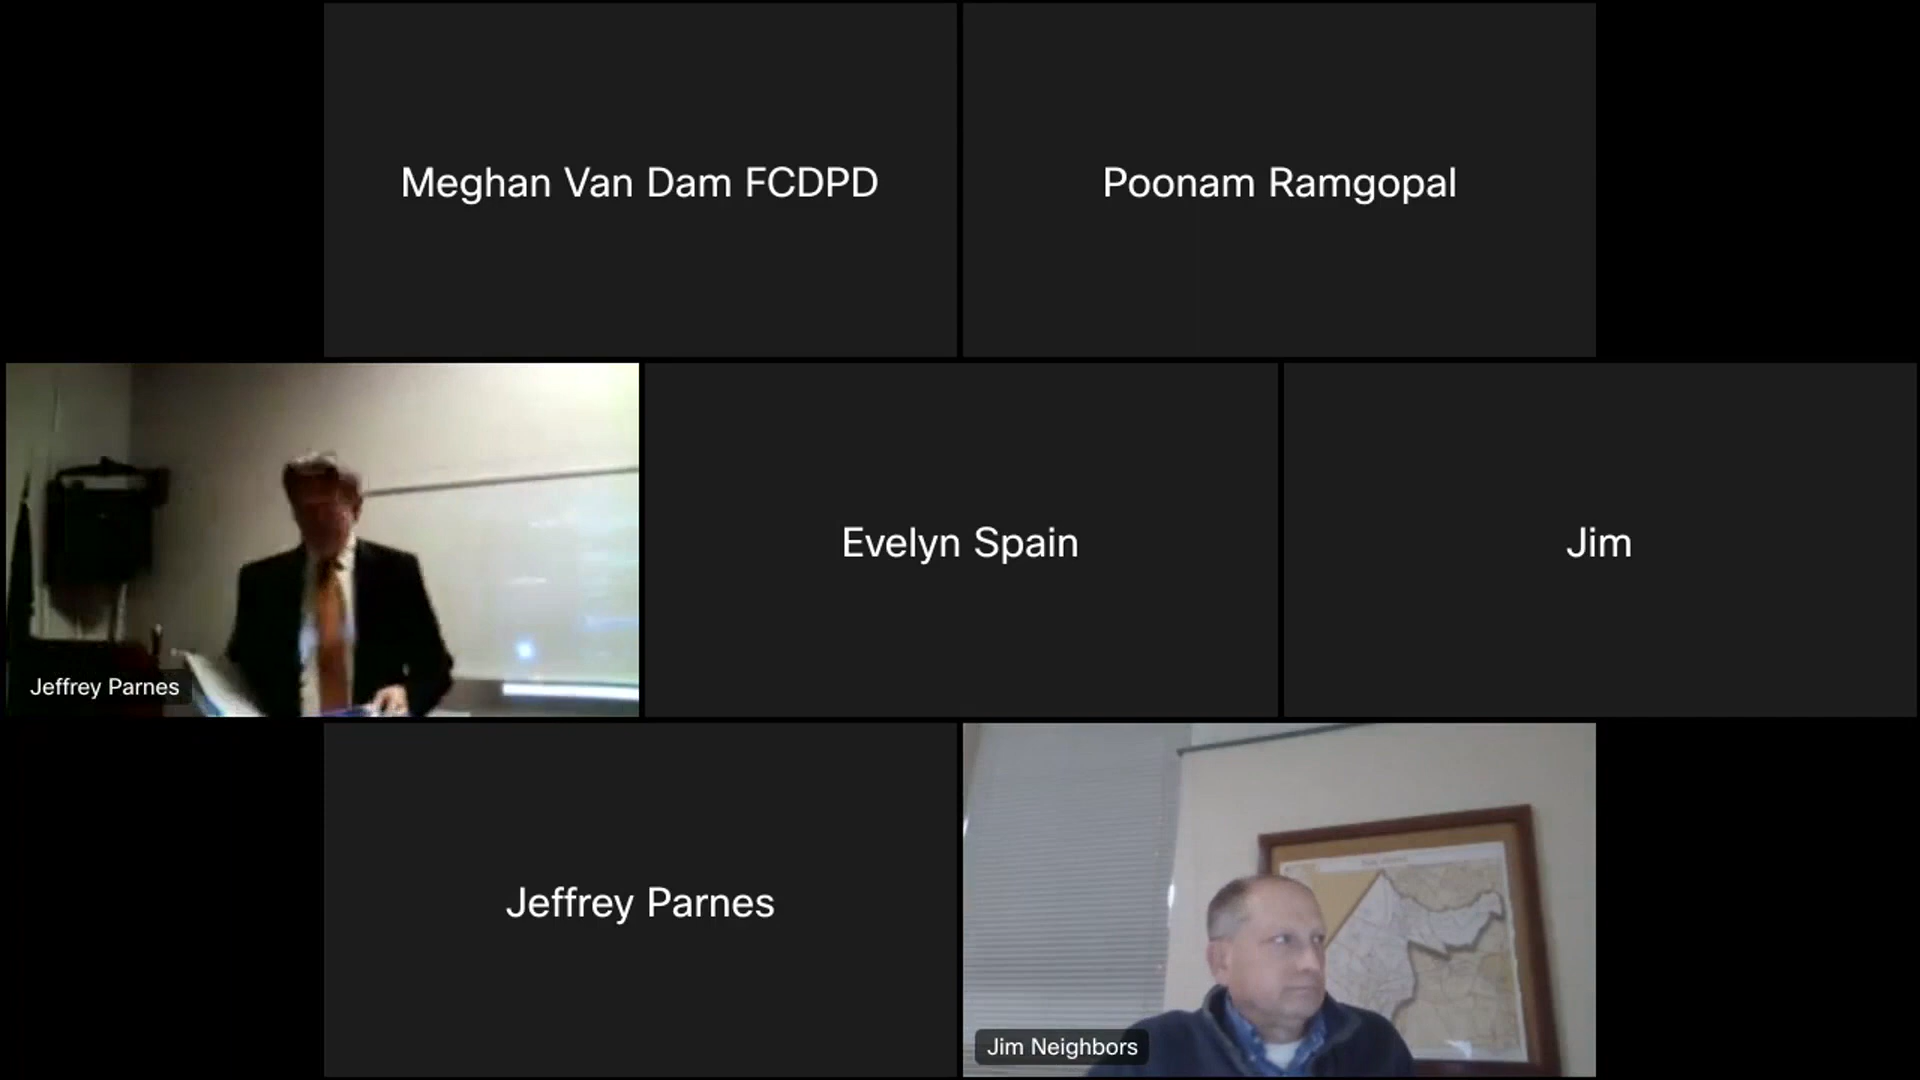 Meghan Van Dam FCDPD
Poonam Ramgopal
Jeffrey Parnes
Evelyn Spain
Jim
Jeffrey Parnes
Jim Neighbors